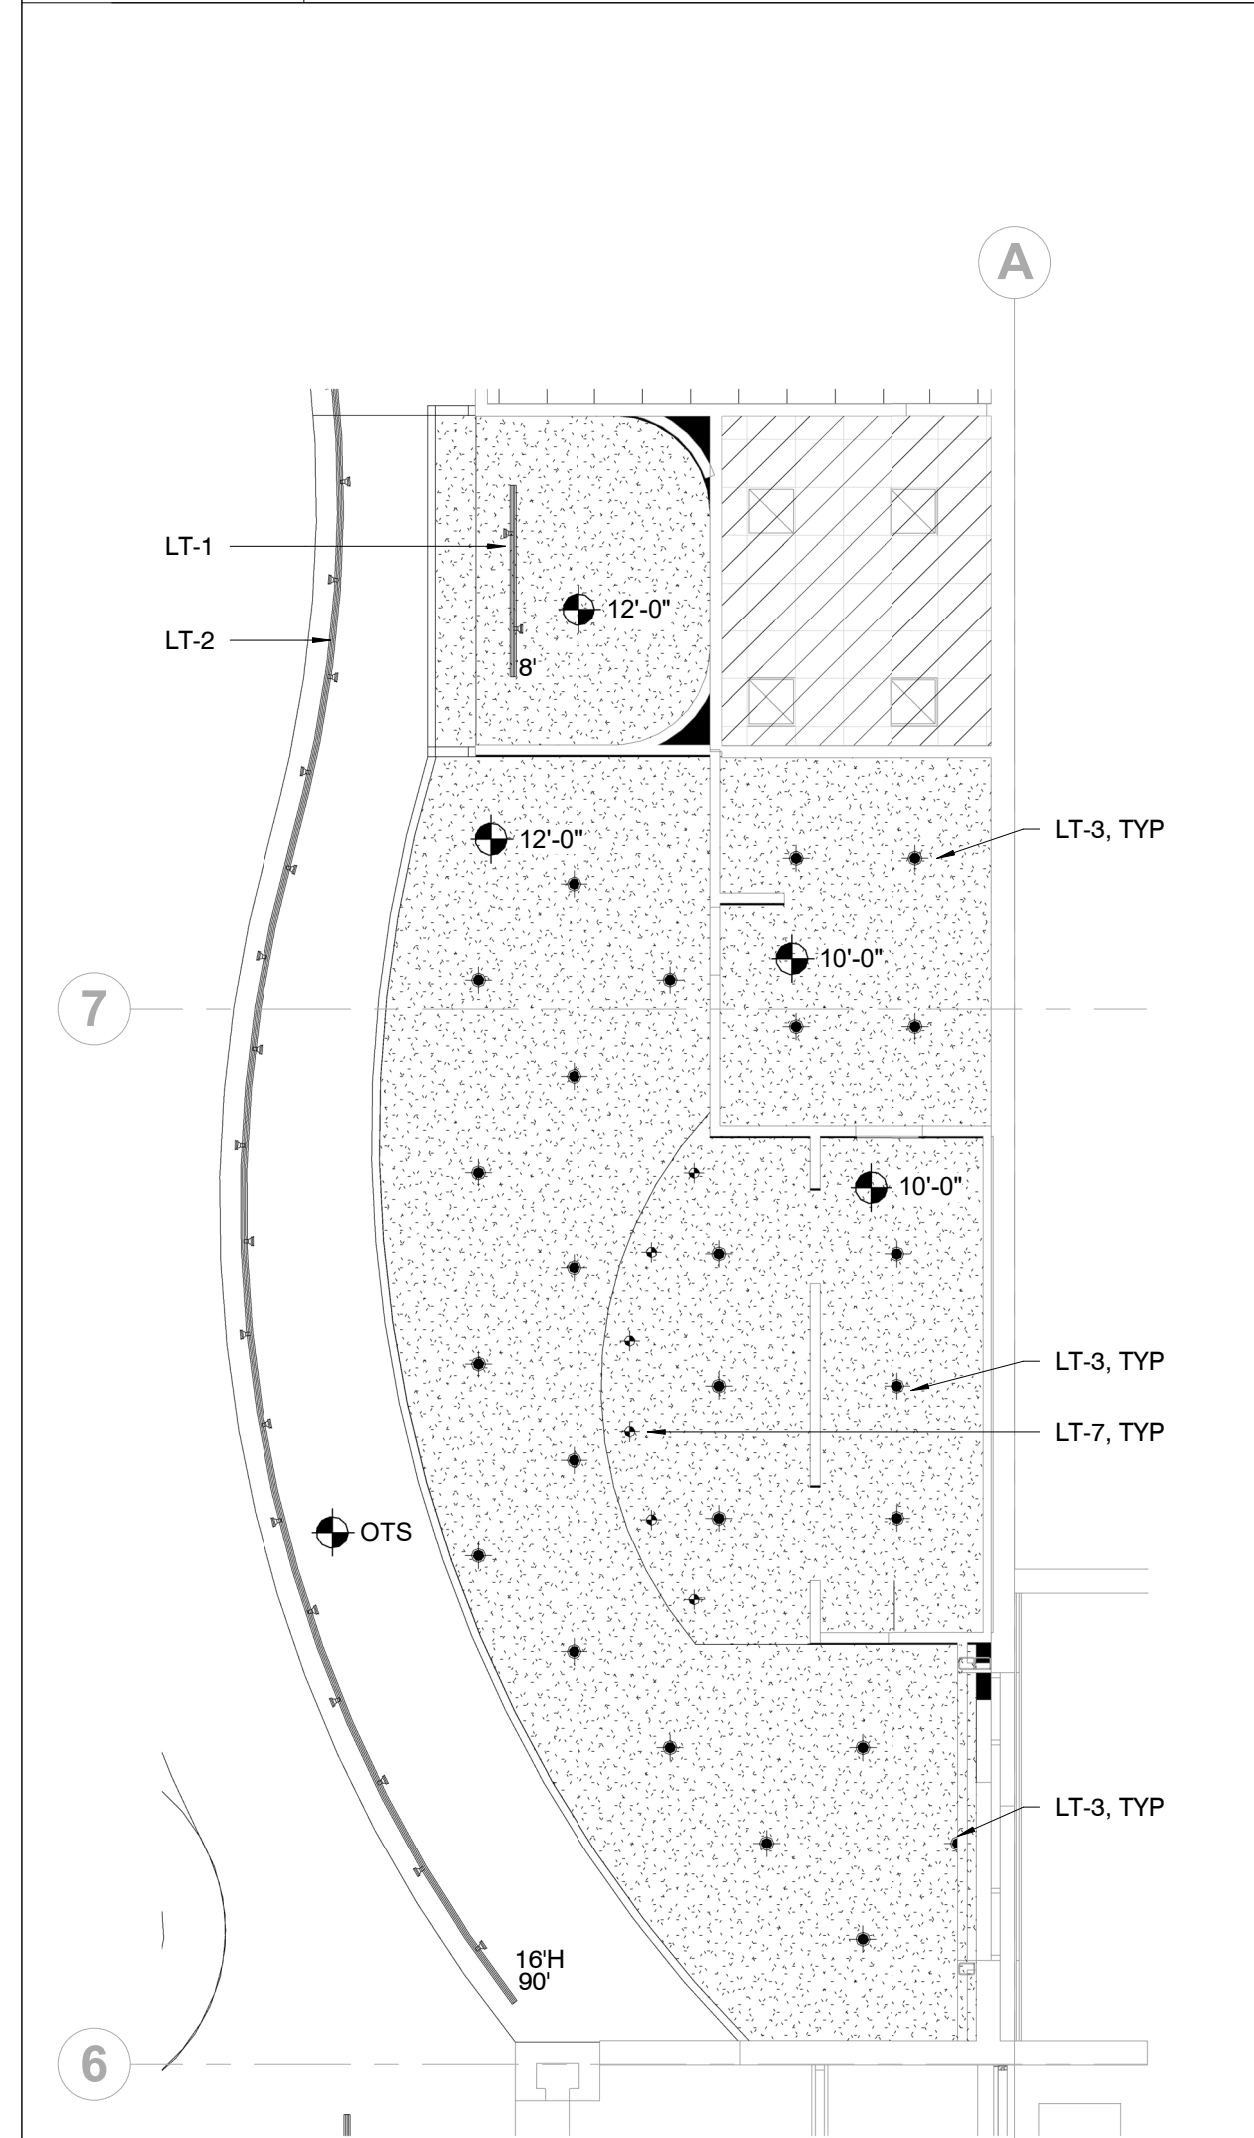 A
LT-1
12'-0"
LT-2
8'
LT-3, TYP
12'-0"
10'-0"
7
10'-0"
LT-3, TYP
LT-7, TYP
OTS
LT-3, TYP
16'H
90'
6